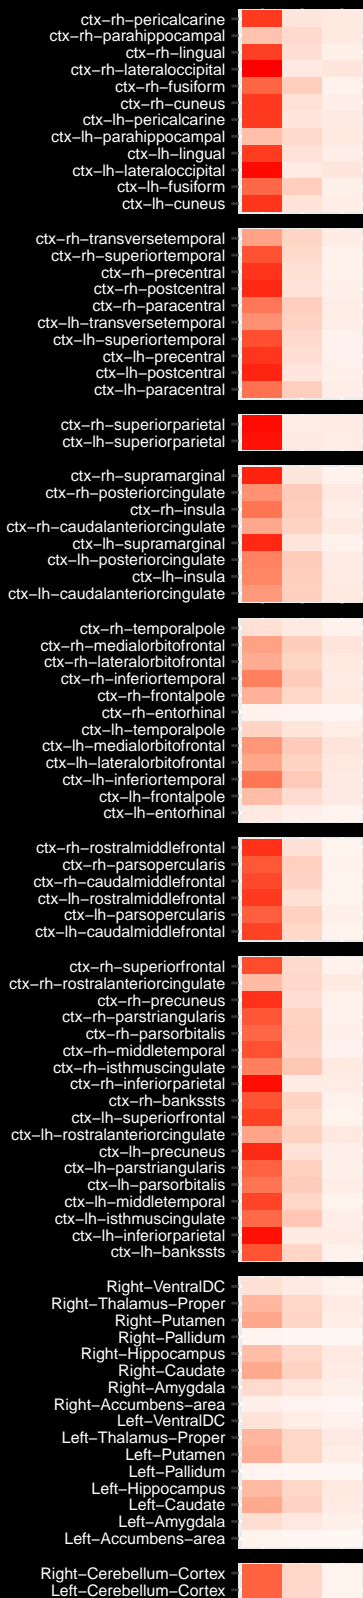 ctx−rh−pericalcarine
ctx−rh−parahippocampal
ctx−rh−lingual
ctx−rh−lateraloccipital
ctx−rh−fusiform
ctx−rh−cuneus
ctx−lh−pericalcarine
ctx−lh−parahippocampal
ctx−lh−lingual
ctx−lh−lateraloccipital
ctx−lh−fusiform
ctx−lh−cuneus
ctx−rh−transversetemporal
ctx−rh−superiortemporal
ctx−rh−precentral
ctx−rh−postcentral
ctx−rh−paracentral
ctx−lh−transversetemporal
ctx−lh−superiortemporal
ctx−lh−precentral
ctx−lh−postcentral
ctx−lh−paracentral
ctx−rh−superiorparietal
ctx−lh−superiorparietal
ctx−rh−supramarginal
ctx−rh−posteriorcingulate
ctx−rh−insula
ctx−rh−caudalanteriorcingulate
ctx−lh−supramarginal
ctx−lh−posteriorcingulate
ctx−lh−insula
ctx−lh−caudalanteriorcingulate
ctx−rh−temporalpole
ctx−rh−medialorbitofrontal
ctx−rh−lateralorbitofrontal
ctx−rh−inferiortemporal
ctx−rh−frontalpole
ctx−rh−entorhinal
ctx−lh−temporalpole
ctx−lh−medialorbitofrontal
ctx−lh−lateralorbitofrontal
ctx−lh−inferiortemporal
ctx−lh−frontalpole
ctx−lh−entorhinal
ctx−rh−rostralmiddlefrontal
ctx−rh−parsopercularis
ctx−rh−caudalmiddlefrontal
ctx−lh−rostralmiddlefrontal
ctx−lh−parsopercularis
ctx−lh−caudalmiddlefrontal
ctx−rh−superiorfrontal
ctx−rh−rostralanteriorcingulate
ctx−rh−precuneus
ctx−rh−parstriangularis
ctx−rh−parsorbitalis
ctx−rh−middletemporal
ctx−rh−isthmuscingulate
ctx−rh−inferiorparietal
ctx−rh−bankssts
ctx−lh−superiorfrontal
ctx−lh−rostralanteriorcingulate
ctx−lh−precuneus
ctx−lh−parstriangularis
ctx−lh−parsorbitalis
ctx−lh−middletemporal
ctx−lh−isthmuscingulate
ctx−lh−inferiorparietal
ctx−lh−bankssts
Right−VentralDC
Right−Thalamus−Proper
Right−Putamen
Right−Pallidum
Right−Hippocampus
Right−Caudate
Right−Amygdala
Right−Accumbens−area
Left−VentralDC
Left−Thalamus−Proper
Left−Putamen
Left−Pallidum
Left−Hippocampus
Left−Caudate
Left−Amygdala
Left−Accumbens−area
Right−Cerebellum−Cortex
Left−Cerebellum−Cortex